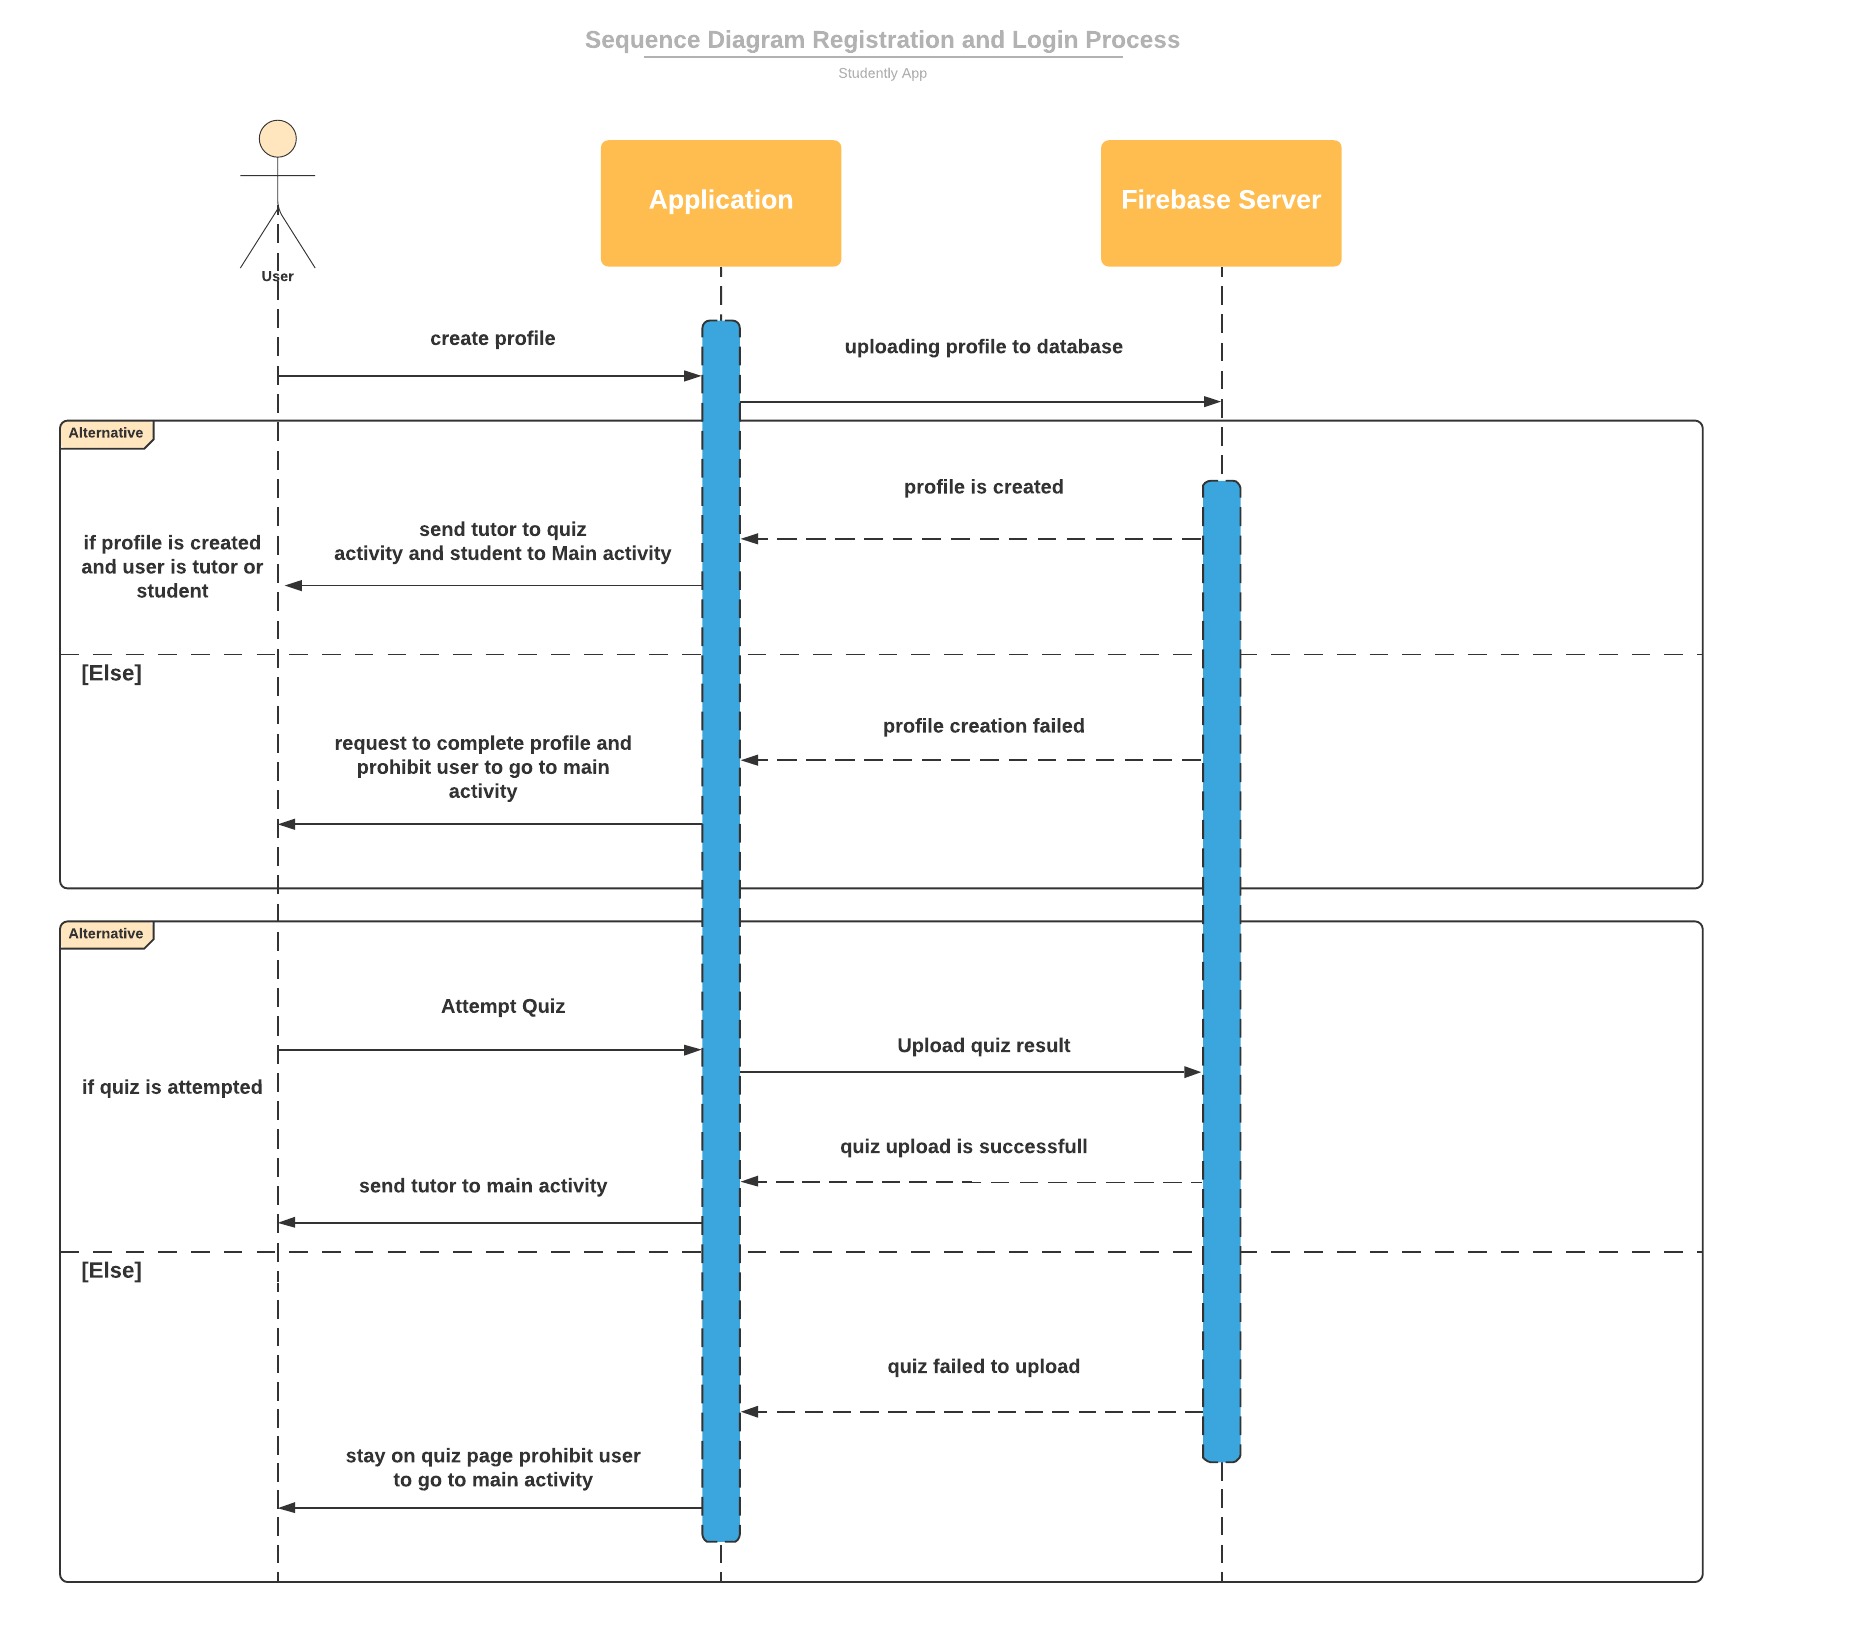 Sequence Diagram Registration and Login Process
Studently App
User
Application
Firebase Server
create profile
uploading profile to database
Alternative
profile is created
if profile is created
and user is tutor or
student
send tutor to quiz
activity and student to Main activity
[Else]
profile creation failed
request to complete profile and
prohibit user to go to main
activity
Alternative
Attempt Quiz
Upload quiz result
if quiz is attempted
quiz upload is successfull
send tutor to main activity
[Else]
quiz failed to upload
stay on quiz page prohibit user
to go to main activity